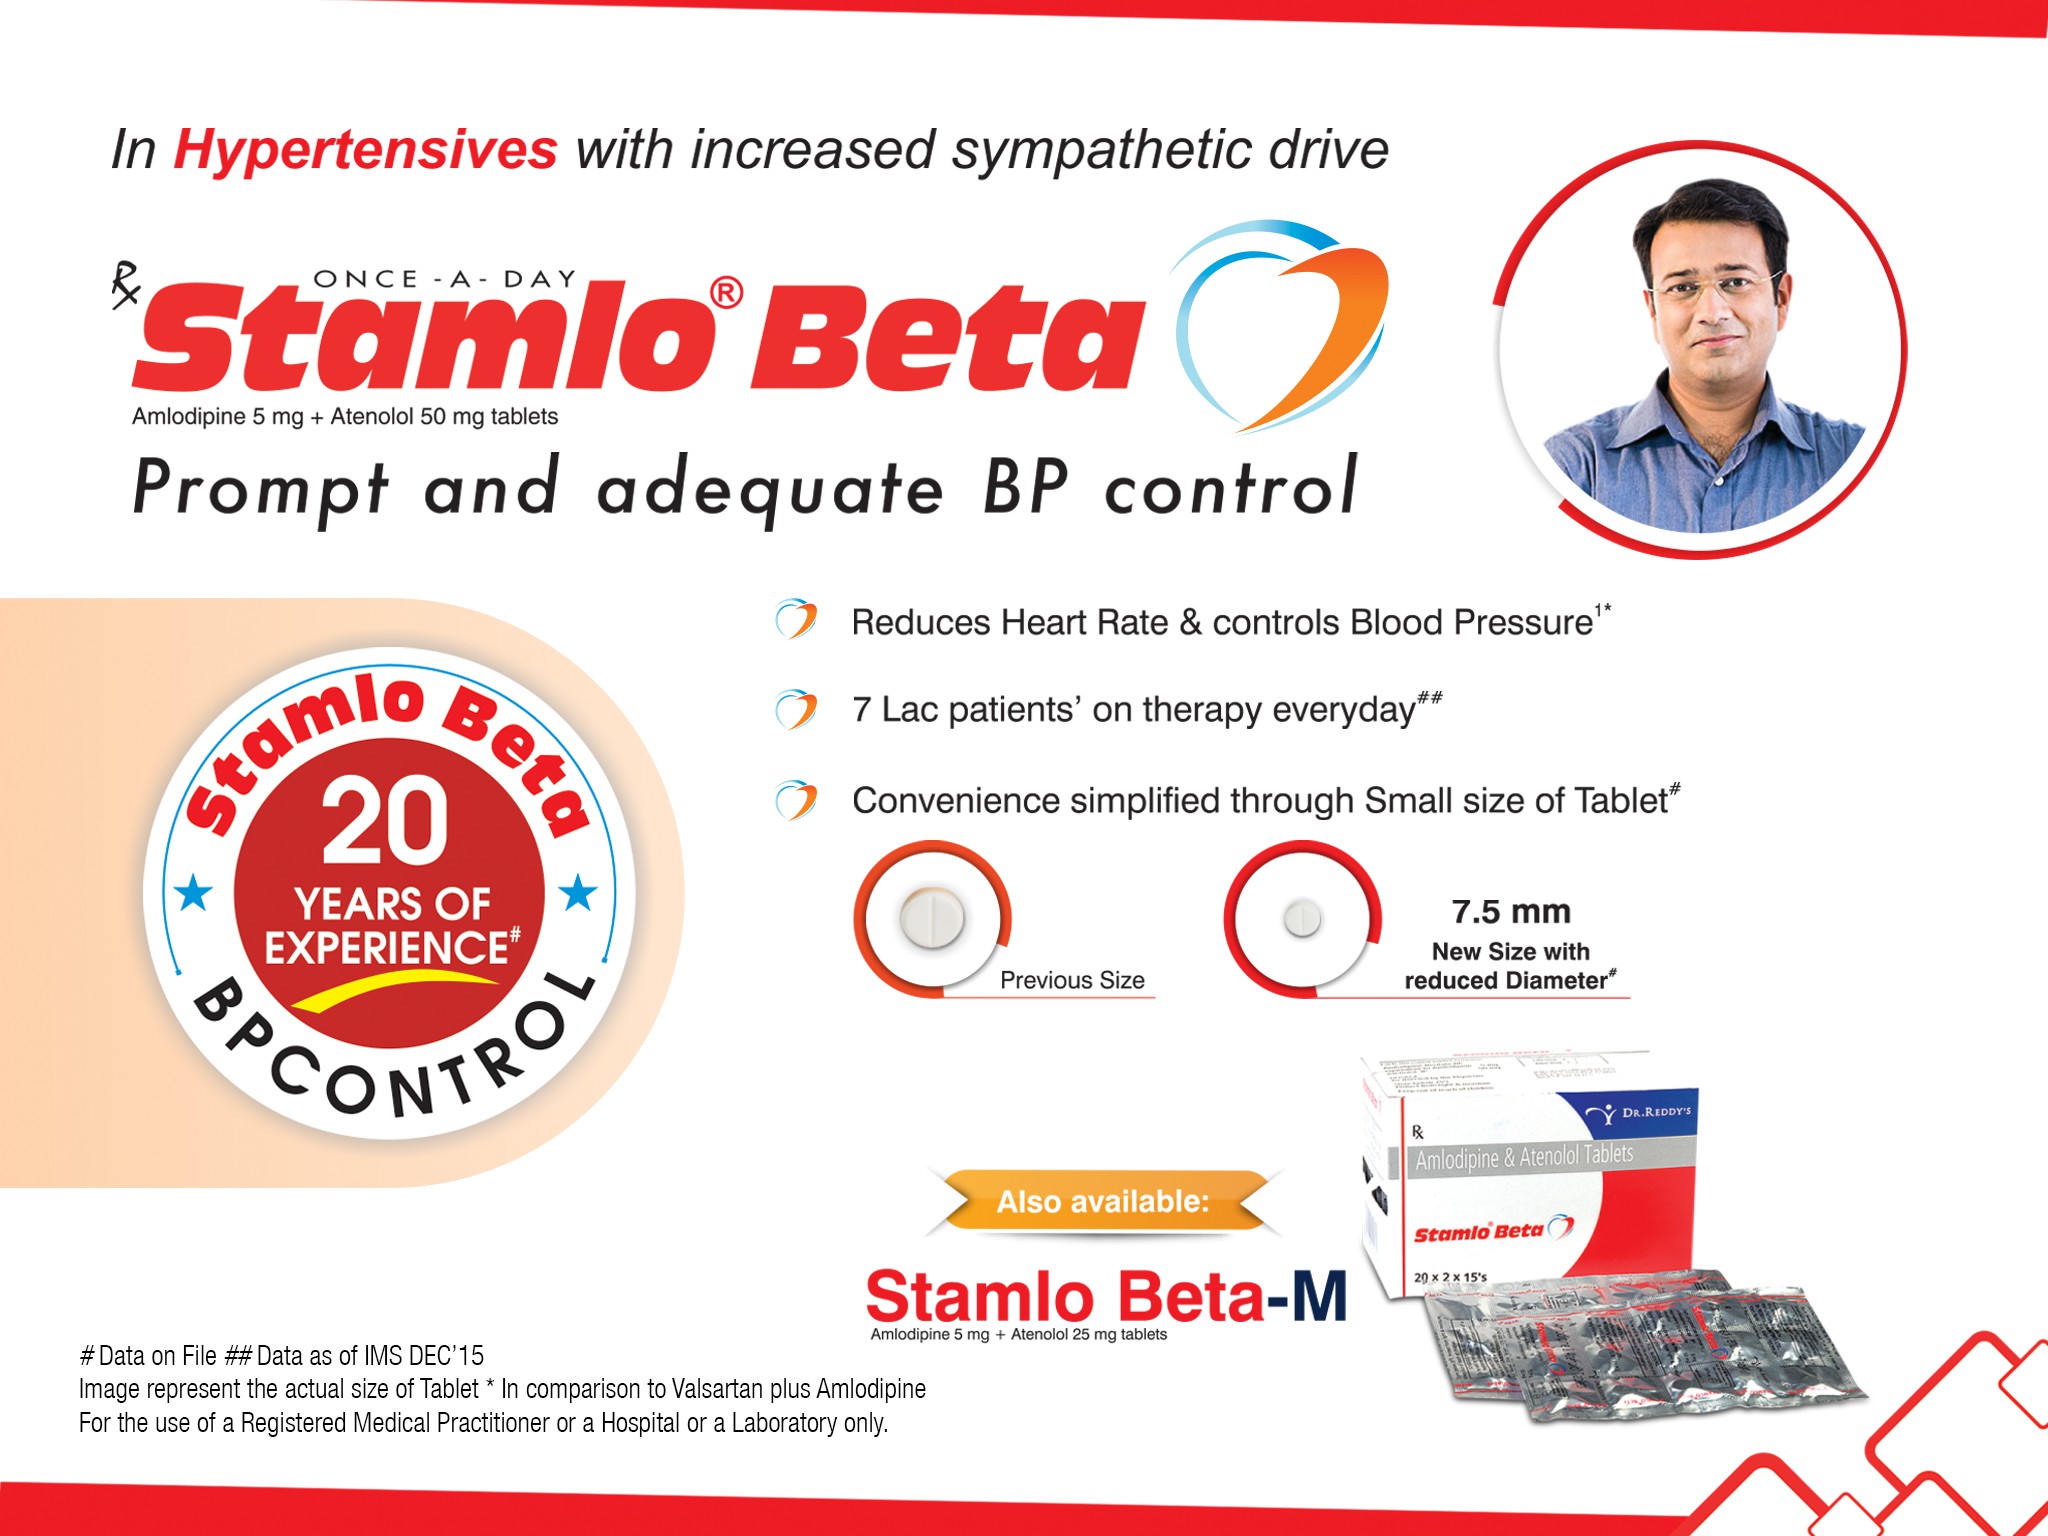 In Hypertensives with increased sympathetic drive
Rx
ONCE -A- DAY
Stamlo® Beta
Amlodipine 5 mg + Atenolol 50 mg tablets
Prompt and adequate BP control
Stamlo Beta
20
YEARS OF
EXPERIENCE#
BP CONTROL
Reduces Heart Rate & controls Blood Pressure1*
7 Lac patients’ on therapy everyday##
Convenience simplified through Small size of Tablet#
Previous Size
7.5 mm
New Size with
reduced Diameter#
Also available:
Stamlo Beta-M
Amlodipine 5 mg + Atenolol 25 mg tablets
DR.REDDY'S
Rx
Amlodipine & Atenolol Tablets
Stamlo® Beta
20 x 2 x 15's
# Data on File ## Data as of IMS DEC’15
Image represent the actual size of Tablet * In comparison to Valsartan plus Amlodipine
For the use of a Registered Medical Practitioner or a Hospital or a Laboratory only.